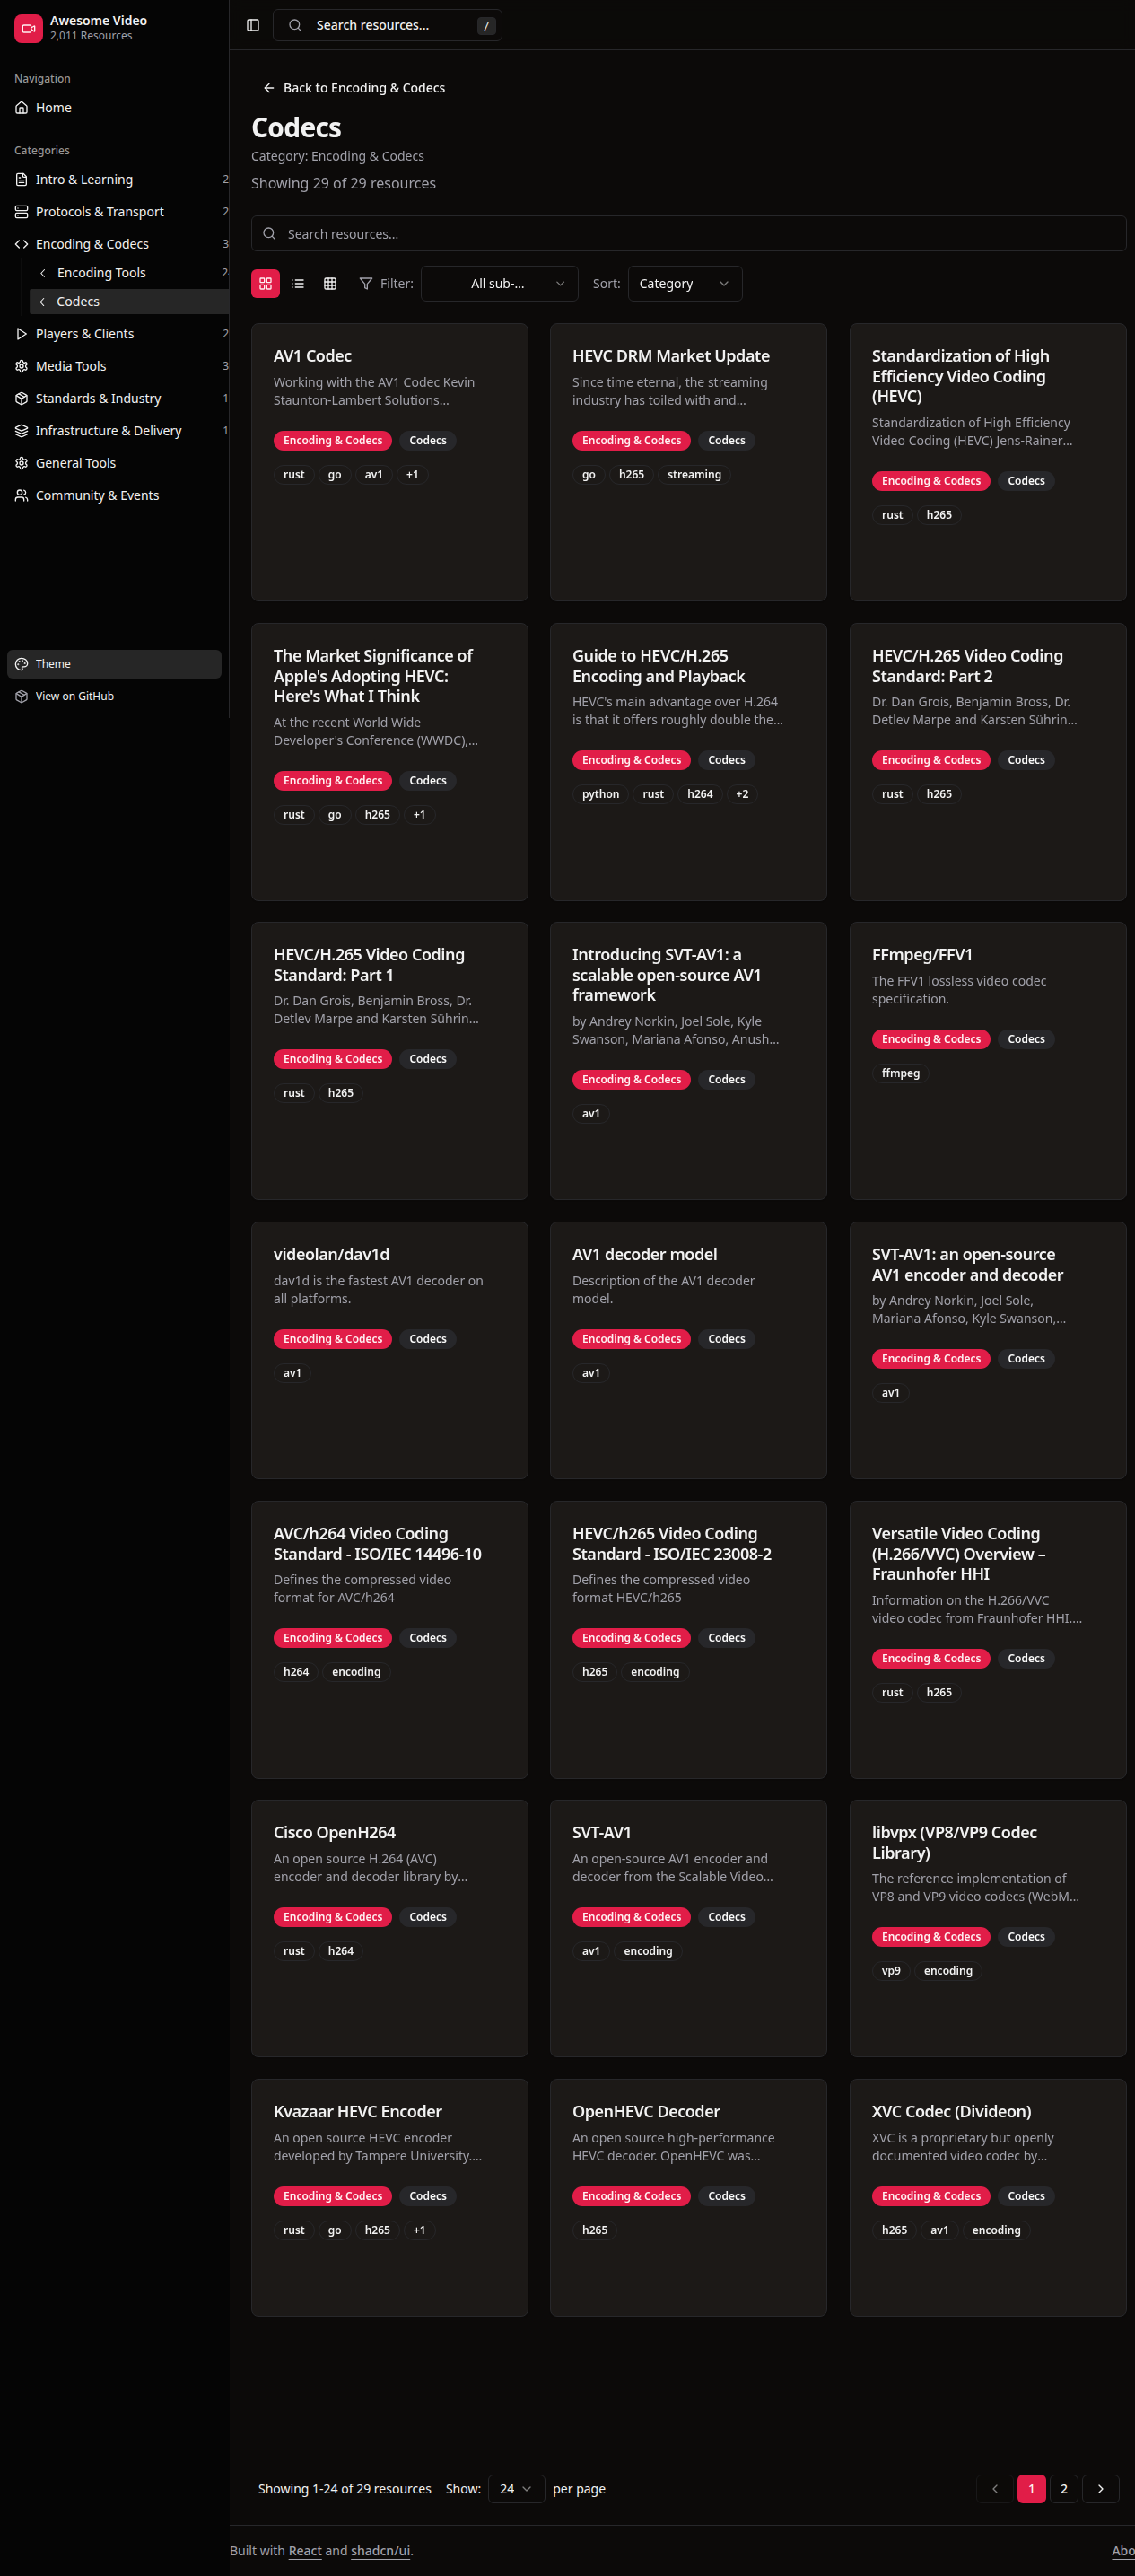 Awesome Video
2,011 Resources
Navigation
Home
Categories
Intro & Learning 2
Protocols & Transport 2
Encoding & Codecs 3
Encoding Tools 2
Codecs
Players & Clients 2
Media Tools 3
Standards & Industry 1
Infrastructure & Delivery 1
General Tools
Community & Events
Theme
View on GitHub
Search resources... /
Back to Encoding & Codecs
Codecs
Category: Encoding & Codecs
Showing 29 of 29 resources
Search resources...
Filter: All sub-... Sort: Category
AV1 Codec
Working with the AV1 Codec Kevin
Staunton-Lambert Solutions...
Encoding & Codecs Codecs
rust go av1 +1
HEVC DRM Market Update
Since time eternal, the streaming
industry has toiled with and...
Encoding & Codecs Codecs
go h265 streaming
Standardization of High
Efficiency Video Coding
(HEVC)
Standardization of High Efficiency
Video Coding (HEVC) Jens-Rainer...
Encoding & Codecs Codecs
rust h265
The Market Significance of
Apple's Adopting HEVC:
Here's What I Think
At the recent World Wide
Developer's Conference (WWDC),...
Encoding & Codecs Codecs
rust go h265 +1
Guide to HEVC/H.265
Encoding and Playback
HEVC's main advantage over H.264
is that it offers roughly double the...
Encoding & Codecs Codecs
python rust h264 +2
HEVC/H.265 Video Coding
Standard: Part 2
Dr. Dan Grois, Benjamin Bross, Dr.
Detlev Marpe and Karsten Sührin...
Encoding & Codecs Codecs
rust h265
HEVC/H.265 Video Coding
Standard: Part 1
Dr. Dan Grois, Benjamin Bross, Dr.
Detlev Marpe and Karsten Sührin...
Encoding & Codecs Codecs
rust h265
Introducing SVT-AV1: a
scalable open-source AV1
framework
by Andrey Norkin, Joel Sole, Kyle
Swanson, Mariana Afonso, Anush...
Encoding & Codecs Codecs
av1
FFmpeg/FFV1
The FFV1 lossless video codec
specification.
Encoding & Codecs Codecs
ffmpeg
videolan/dav1d
dav1d is the fastest AV1 decoder on
all platforms.
Encoding & Codecs Codecs
av1
AV1 decoder model
Description of the AV1 decoder
model.
Encoding & Codecs Codecs
av1
SVT-AV1: an open-source
AV1 encoder and decoder
by Andrey Norkin, Joel Sole,
Mariana Afonso, Kyle Swanson,...
Encoding & Codecs Codecs
av1
AVC/h264 Video Coding
Standard - ISO/IEC 14496-10
Defines the compressed video
format for AVC/h264
Encoding & Codecs Codecs
h264 encoding
HEVC/h265 Video Coding
Standard - ISO/IEC 23008-2
Defines the compressed video
format HEVC/h265
Encoding & Codecs Codecs
h265 encoding
Versatile Video Coding
(H.266/VVC) Overview –
Fraunhofer HHI
Information on the H.266/VVC
video codec from Fraunhofer HHI....
Encoding & Codecs Codecs
rust h265
Cisco OpenH264
An open source H.264 (AVC)
encoder and decoder library by...
Encoding & Codecs Codecs
rust h264
SVT-AV1
An open-source AV1 encoder and
decoder from the Scalable Video...
Encoding & Codecs Codecs
av1 encoding
libvpx (VP8/VP9 Codec
Library)
The reference implementation of
VP8 and VP9 video codecs (WebM...
Encoding & Codecs Codecs
vp9 encoding
Kvazaar HEVC Encoder
An open source HEVC encoder
developed by Tampere University....
Encoding & Codecs Codecs
rust go h265 +1
OpenHEVC Decoder
An open source high-performance
HEVC decoder. OpenHEVC was...
Encoding & Codecs Codecs
h265
XVC Codec (Divideon)
XVC is a proprietary but openly
documented video codec by...
Encoding & Codecs Codecs
h265 av1 encoding
Showing 1-24 of 29 resources Show: 24 per page
1 2
Built with React and shadcn/ui. Abo